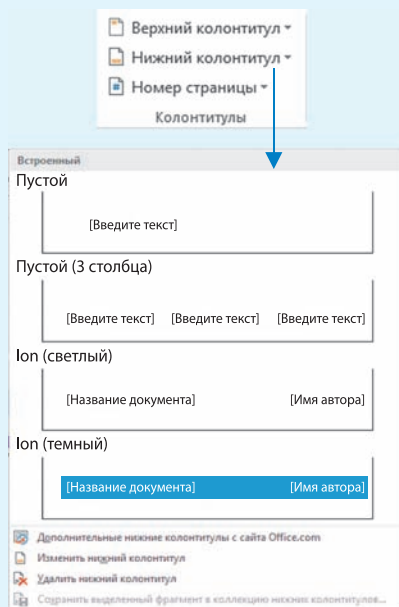 Верхний колонтитул
Нижний колонтитул
Номер страницы
Колонтитулы
Встроенный
Пустой
[Введите текст]
Пустой (3 столбца)
[Введите текст] [Введите текст] [Введите текст]
Ion (светлый)
[Название документа] [Имя автора]
Ion (темный)
[Название документа] [Имя автора]
Дополнительные нижние колонтитулы с сайта Office.com
Изменить нижний колонтитул
Удалить нижний колонтитул
Сохранить выделенный фрагмент в коллекцию нижних колонтитулов...